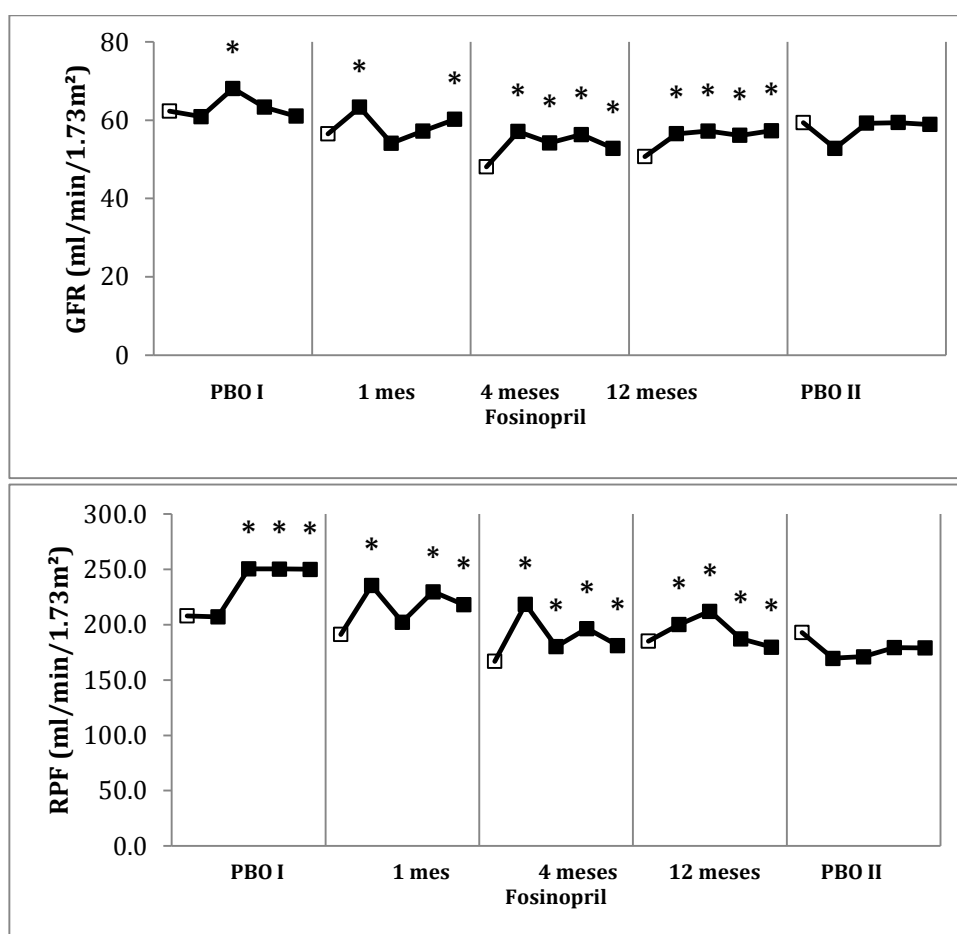 GFR (ml/min/1.73m²)
80
60
40
20
0
* * * * * * * * * * *
PBO I 1 mes 4 meses 12 meses PBO II
Fosinopril
RPF (ml/min/1.73m²)
300.0
250.0
200.0
150.0
100.0
50.0
0.0
* * * * * * * * * * * * * *
PBO I 1 mes 4 meses 12 meses PBO II
Fosinopril